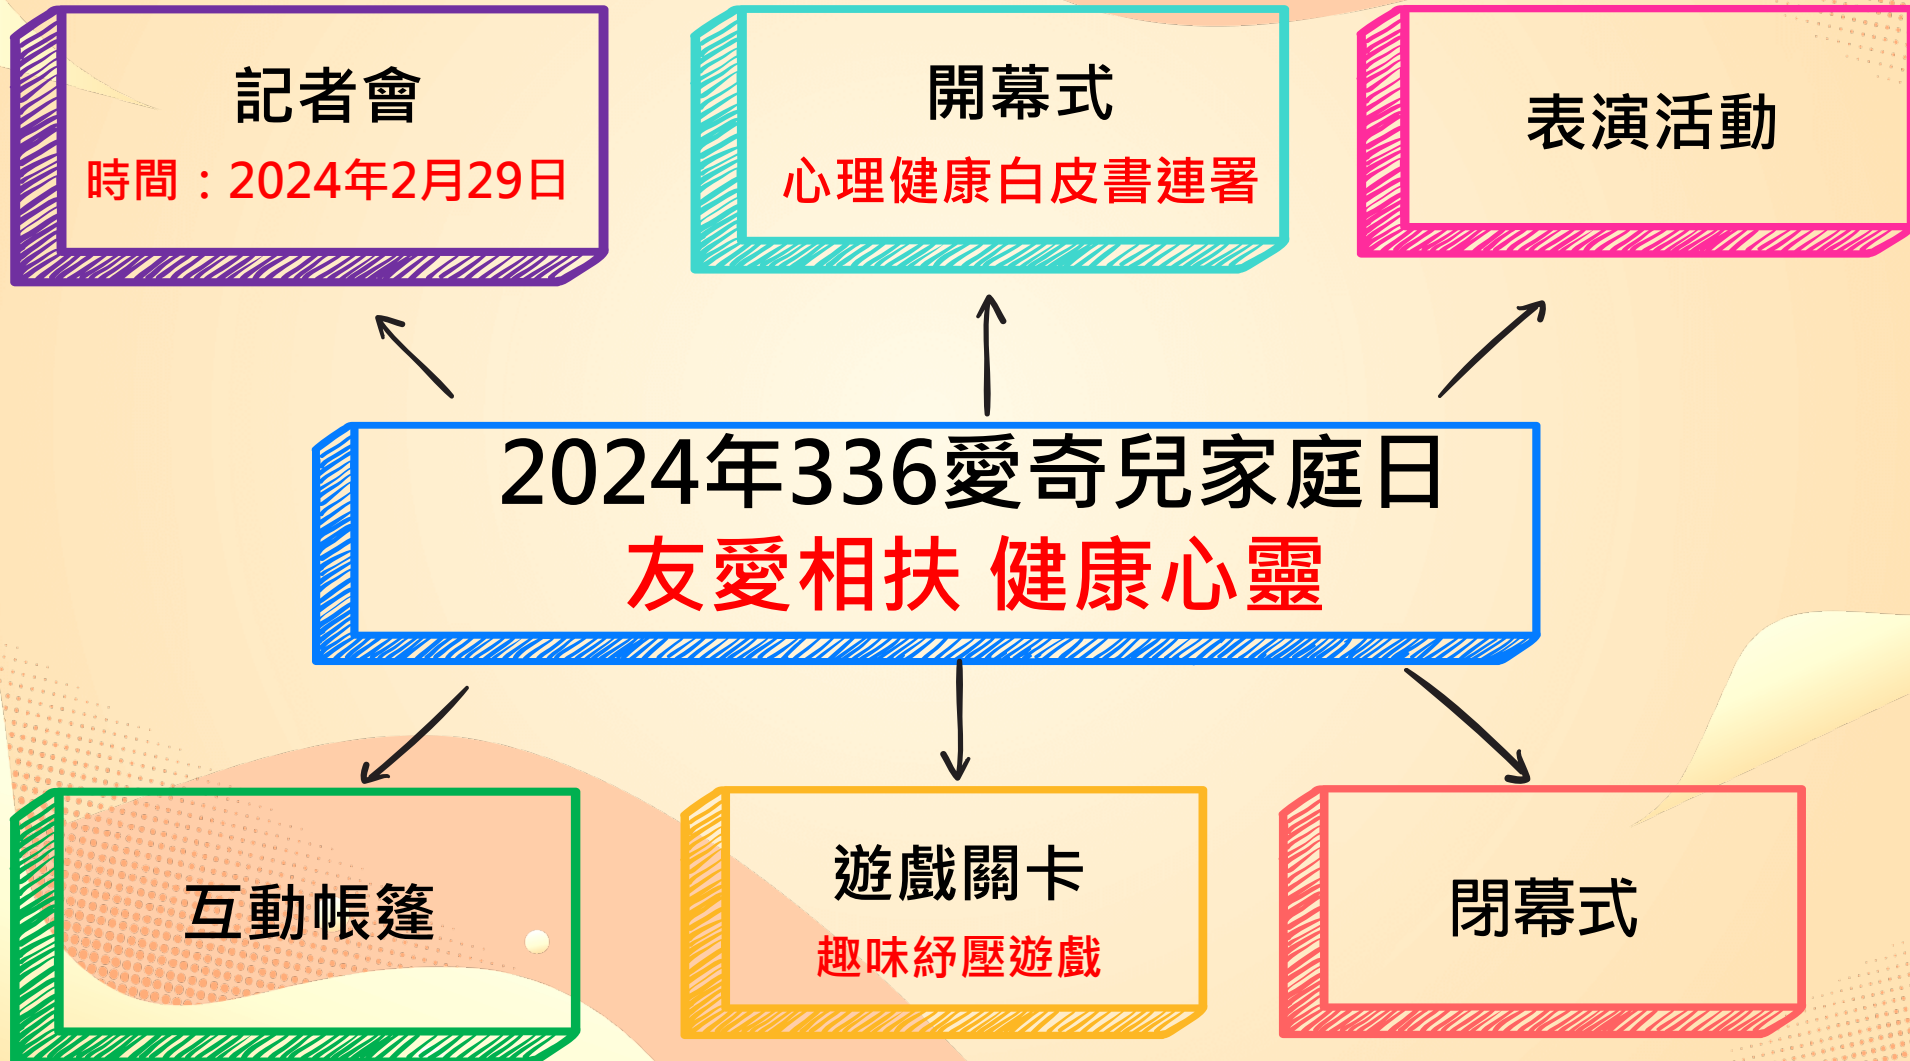 記者會
時間：2024年2月29日
開幕式
心理健康白皮書連署
表演活動
2024年336愛奇兒家庭日
友愛相扶 健康心靈
互動帳篷
遊戲關卡
趣味紓壓遊戲
閉幕式